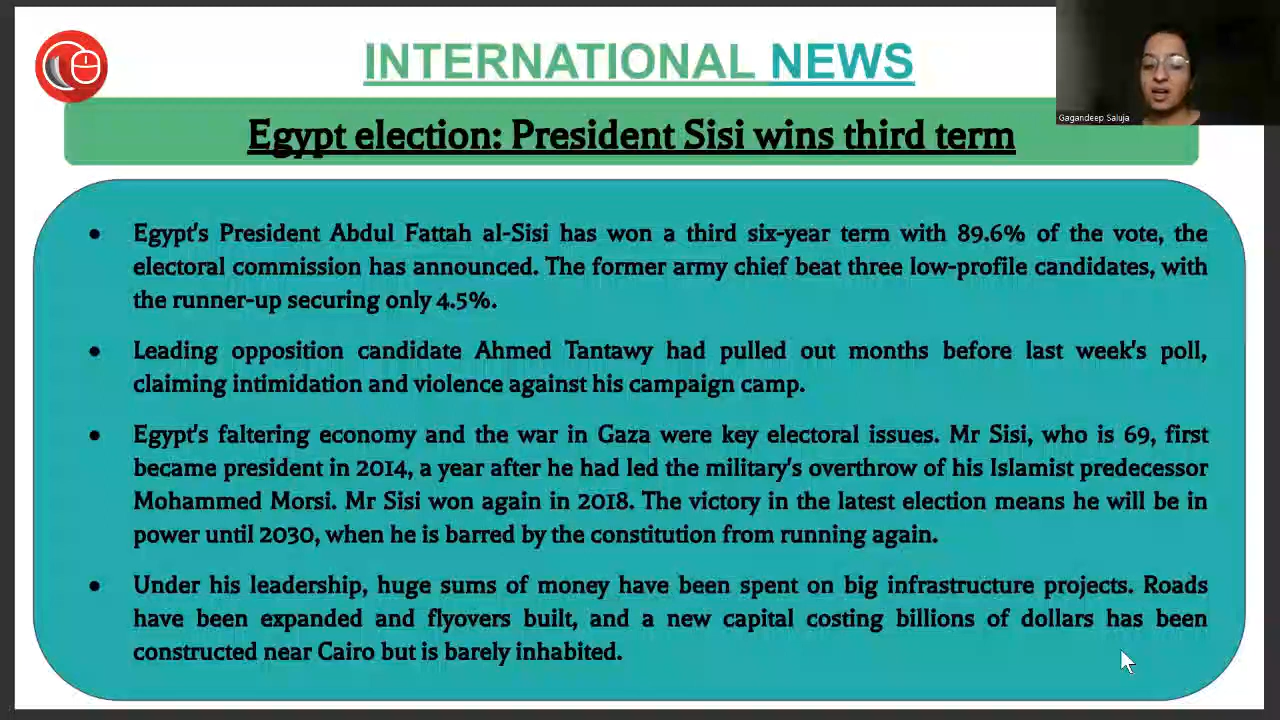 INTERNATIONAL NEWS
Gagandeep Saluja
Egypt election: President Sisi wins third term
• Egypt's President Abdul Fattah al-Sisi has won a third six-year term with 89.6% of the vote, the
electoral commission has announced. The former army chief beat three low-profile candidates, with
the runner-up securing only 4.5%.
• Leading opposition candidate Ahmed Tantawy had pulled out months before last week's poll,
claiming intimidation and violence against his campaign camp.
• Egypt's faltering economy and the war in Gaza were key electoral issues. Mr Sisi, who is 69, first
became president in 2014, a year after he had led the military's overthrow of his Islamist predecessor
Mohammed Morsi. Mr Sisi won again in 2018. The victory in the latest election means he will be in
power until 2030, when he is barred by the constitution from running again.
• Under his leadership, huge sums of money have been spent on big infrastructure projects. Roads
have been expanded and flyovers built, and a new capital costing billions of dollars has been
constructed near Cairo but is barely inhabited.